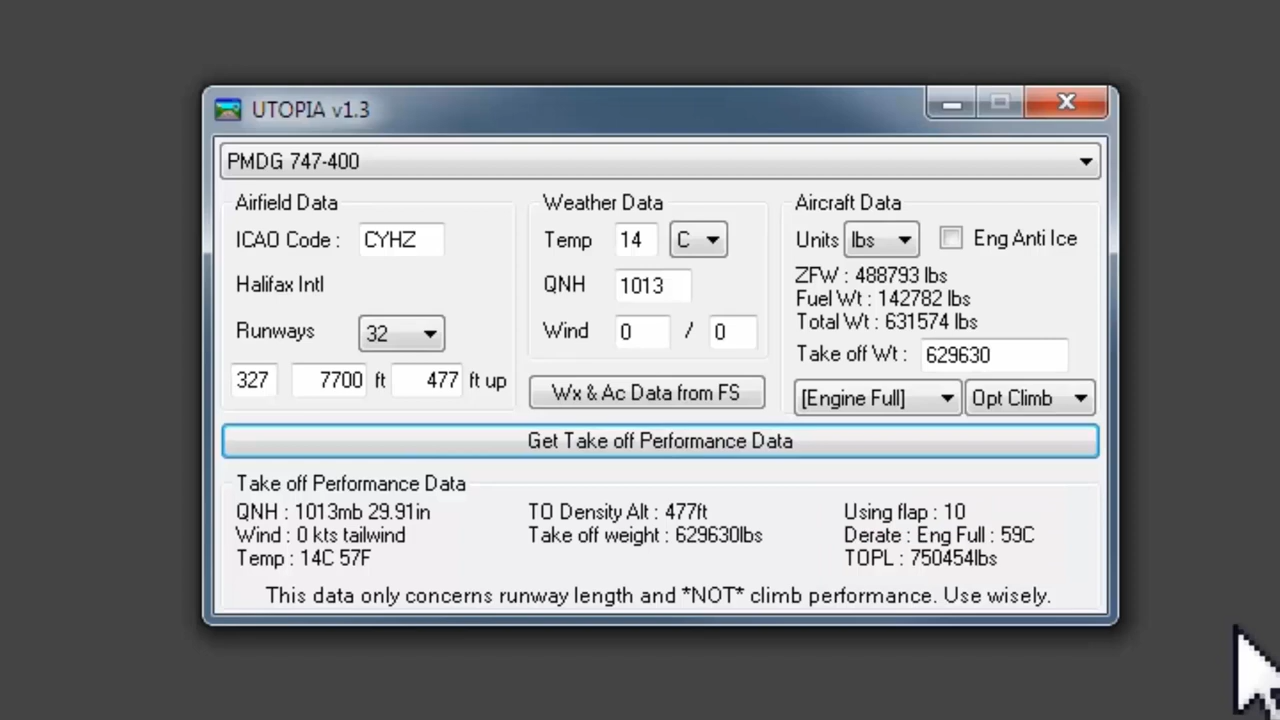 UTOPIA v1.3
PMDG 747-400
Airfield Data
ICAO Code : CYHZ
Halifax Intl
Runways 32
327 7700 ft 477 ft up
Weather Data
Temp 14 C
QNH 1013
Wind 0 / 0
Wx & Ac Data from FS
Aircraft Data
Units lbs Eng Anti Ice
ZFW : 488793 lbs
Fuel Wt : 142782 lbs
Total Wt : 631574 lbs
Take off Wt : 629630
[Engine Full] Opt Climb
Get Take off Performance Data
Take off Performance Data
QNH : 1013mb 29.91in
Wind : 0 kts tailwind
Temp : 14C 57F
TO Density Alt : 477ft
Take off weight : 629630lbs
Using flap : 10
Derate : Eng Full : 59C
TOPL : 750454lbs
This data only concerns runway length and *NOT* climb performance. Use wisely.